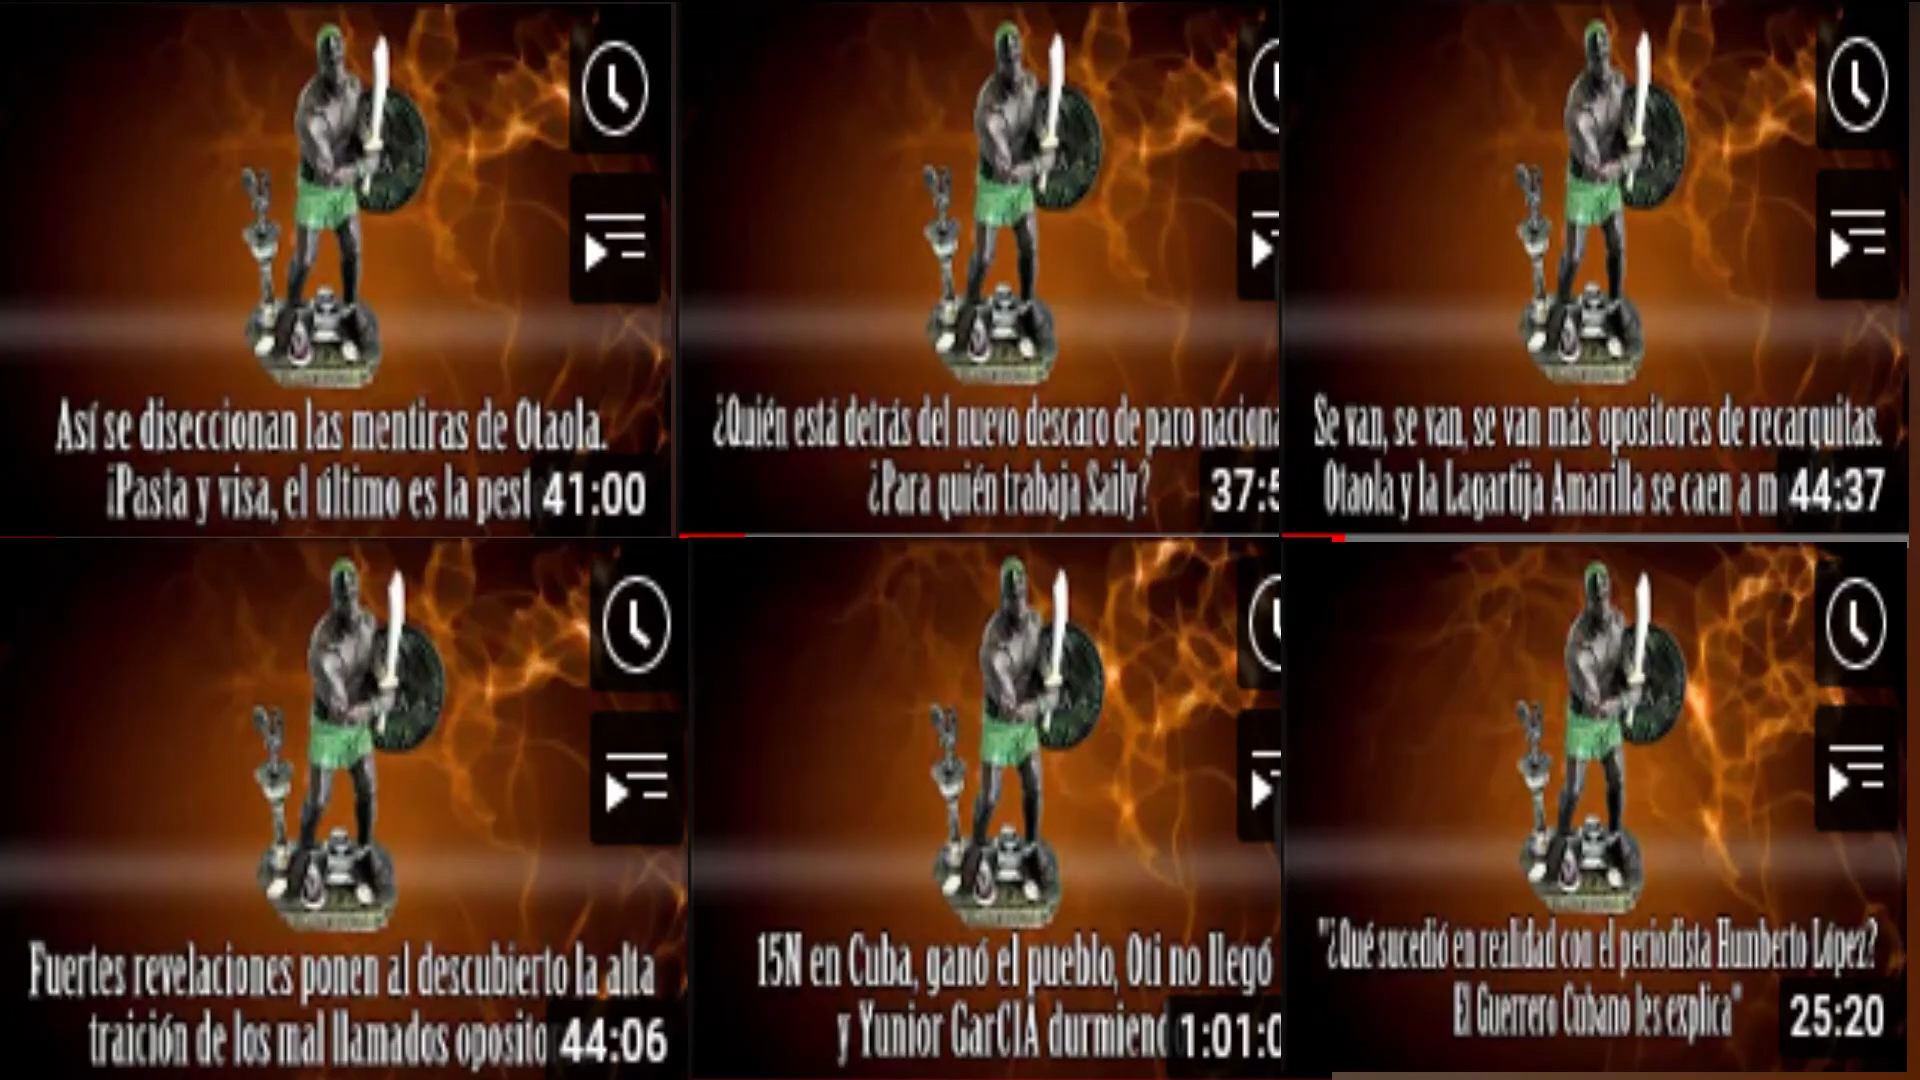 Así se diseccionan las mentiras de Otaola.
¡Pasta y visa, el último es la pest
41:00
¿Quién está detrás del nuevo descaro de paro naciona
¿Para quién trabaja Saily?
37:5
Se van, se van, se van más opositores de recarquitas.
Otaola y la Lagartija Amarilla se caen a m
44:37
Fuertes revelaciones ponen al descubierto la alta
traición de los mal llamados oposito
44:06
15N en Cuba, ganó el pueblo, Oti no llegó
y Yunior GarCIA durmiend
1:01:0
"¿Qué sucedió en realidad con el periodista Humberto López?
El Guerrero Cubano les explica"
25:20